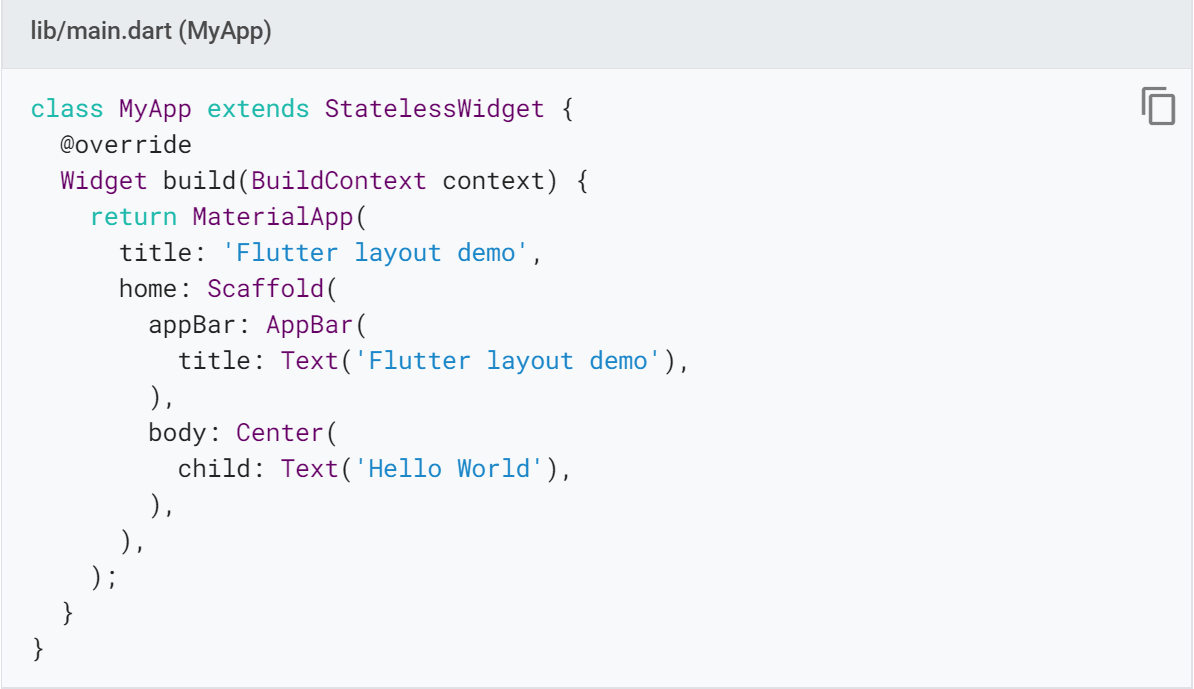 lib/main.dart (MyApp)
class MyApp extends StatelessWidget {
  @override
  Widget build(BuildContext context) {
    return MaterialApp(
      title: 'Flutter layout demo',
      home: Scaffold(
        appBar: AppBar(
          title: Text('Flutter layout demo'),
        ),
        body: Center(
          child: Text('Hello World'),
        ),
      ),
    );
  }
}